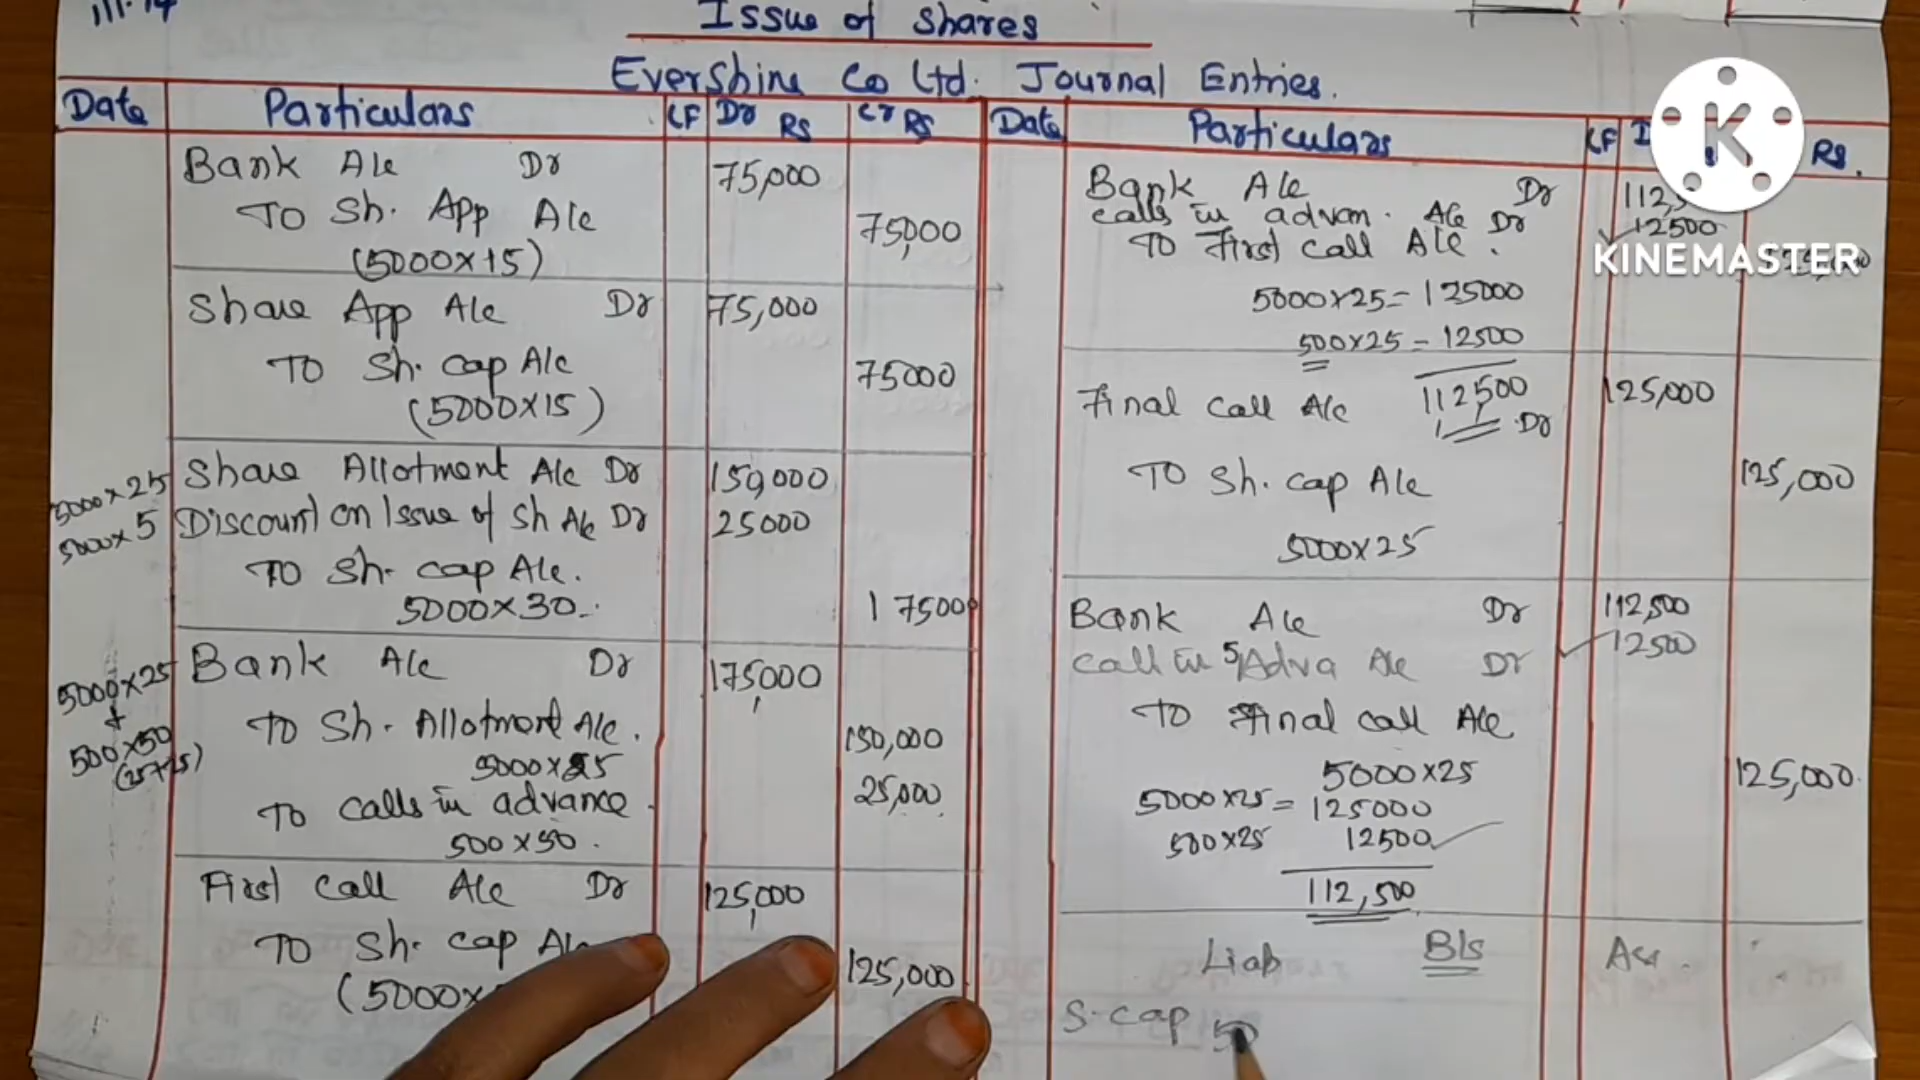 Issue of Shares
Evershine Co Ltd. Journal Entries.
Date Particulars LF Dr Rs Cr Rs
Bank A/c Dr 75,000
To Sh. App A/c 75,000
(5000×15)
Share App A/c Dr 75,000
To Sh. cap A/c 75000
(5000×15)
5000×25 Share Allotment A/c Dr 150,000
5000×5 Discount on Issue of Sh A/c Dr 25000
To Sh. cap A/c.
5000×30 175000
5000×25 Bank A/c Dr 175,000
+
500×50 To Sh. Allotment A/c. 150,000
(25+25)
To calls in advance 25,000
500×50.
First call A/c Dr 125,000
To Sh. cap 125,000
(5000×
Date Particulars LF Rs.
Bank A/c Dr
calls in advan. A/c Dr 12500
To First call A/c.
5000×25=125000
500×25=12500
112500
Final call A/c Dr 125,000
To Sh. cap A/c 125,000
5000×25
Bank A/c Dr 112,500
call in Adva A/c Dr 12500
To Final call A/c
5000×25 125,000.
5000×25=125000
500×25 12500
112,500
Liab B/s Ass
S. cap 50
K
KINEMASTER